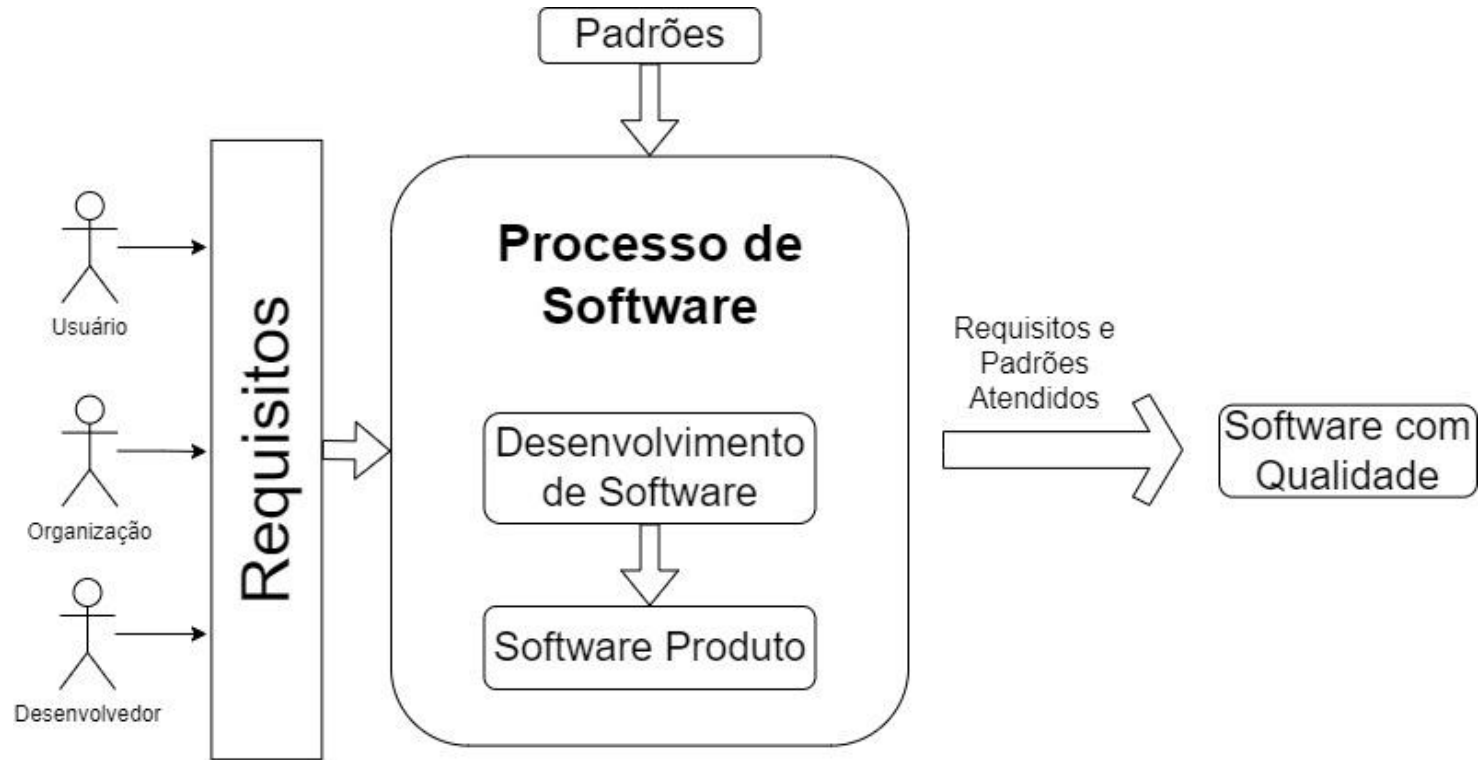 Padrões
Usuário
Organização
Desenvolvedor
Requisitos
Processo de
Software
Desenvolvimento
de Software
Software Produto
Requisitos e
Padrões
Atendidos
Software com
Qualidade